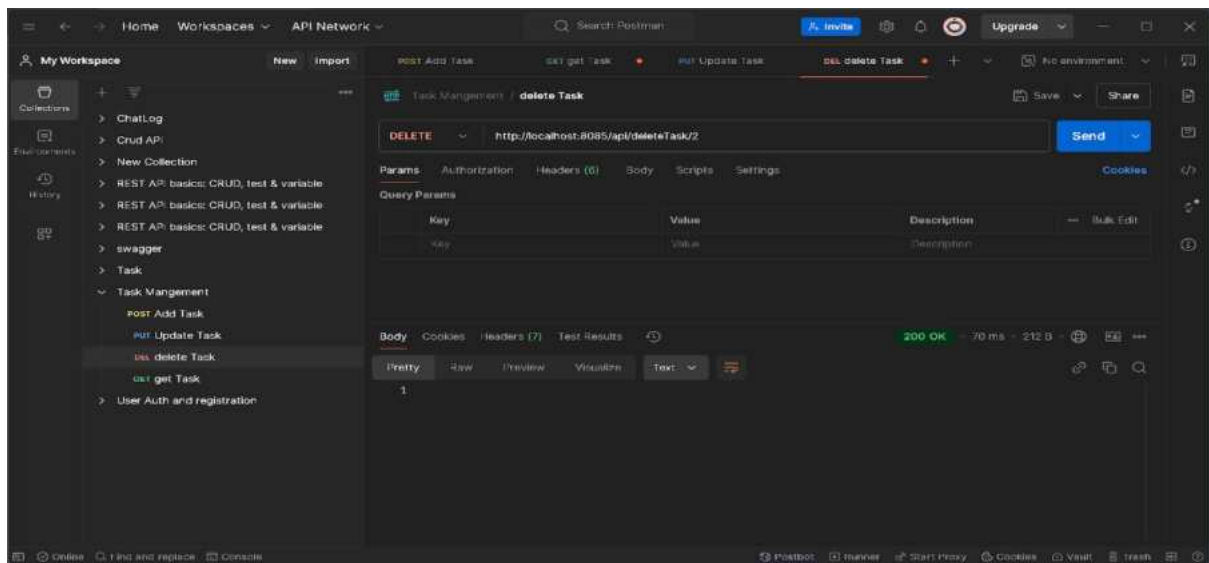 Home Workspaces API Network Search Postman Invite Upgrade
My Workspace New Import POST Add Task GET get Task PUT Update Task DEL delete Task No environment
Collections
Task Mangement / delete Task Save Share
ChatLog
DELETE http://localhost:8085/api/deleteTask/2 Send
Crud API
Environments
New Collection
Params Authorization Headers (6) Body Scripts Settings Cookies
REST API basics: CRUD, test & variable
History
Query Params
REST API basics: CRUD, test & variable
Key Value Description Bulk Edit
REST API basics: CRUD, test & variable
Key Value Description
swagger
Task
Task Mangement
POST Add Task
PUT Update Task
Body Cookies Headers (7) Test Results 200 OK 70 ms 212 B
DEL delete Task
Pretty Raw Preview Visualize Text
GET get Task
1
User Auth and registration
Online Find and replace Console Postbot Runner Start Proxy Cookies Vault Trash